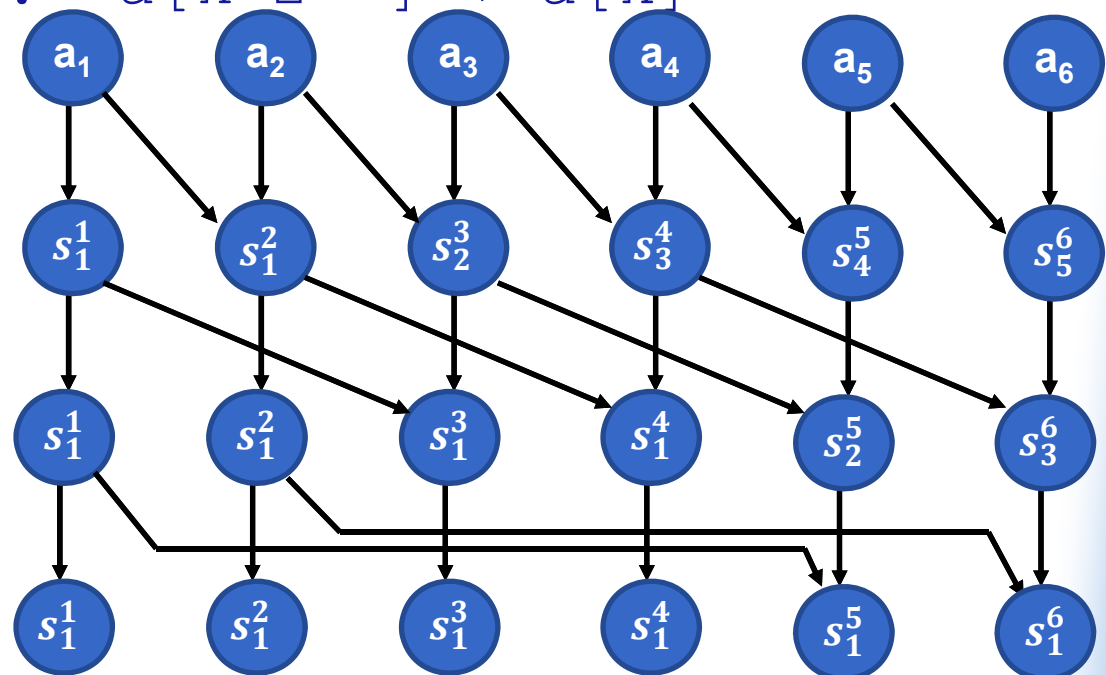 a₁ a₂ a₃ a₄ a₅ a₆
s₁¹ s₁² s₂³ s₃⁴ s₄⁵ s₅⁶
s₁¹ s₁² s₁³ s₁⁴ s₂⁵ s₃⁶
s₁¹ s₁² s₁³ s₁⁴ s₁⁵ s₁⁶